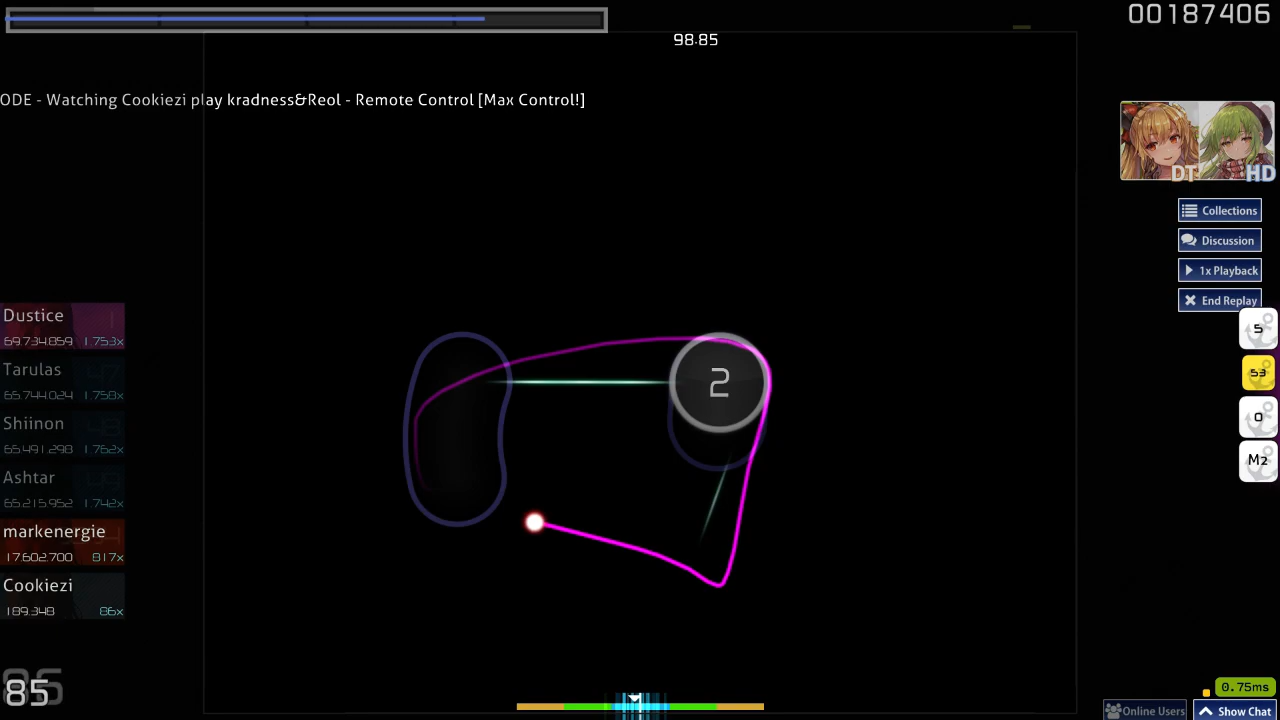 00187406
98.85
ODE - Watching Cookiezi play kradness&Reol - Remote Control [Max Control!]
DT HD
Collections
Discussion
1x Playback
End Replay
Dustice
69.734.859 1.753x
Tarulas
65.744.024 1.758x
Shiinon
65.491.298 1.762x
Ashtar
65.215.952 1.742x
markenergie
17.602.700 817x
Cookiezi
189.348 86x
2
5
53
0
M2
85
0.75ms
Online Users
Show Chat